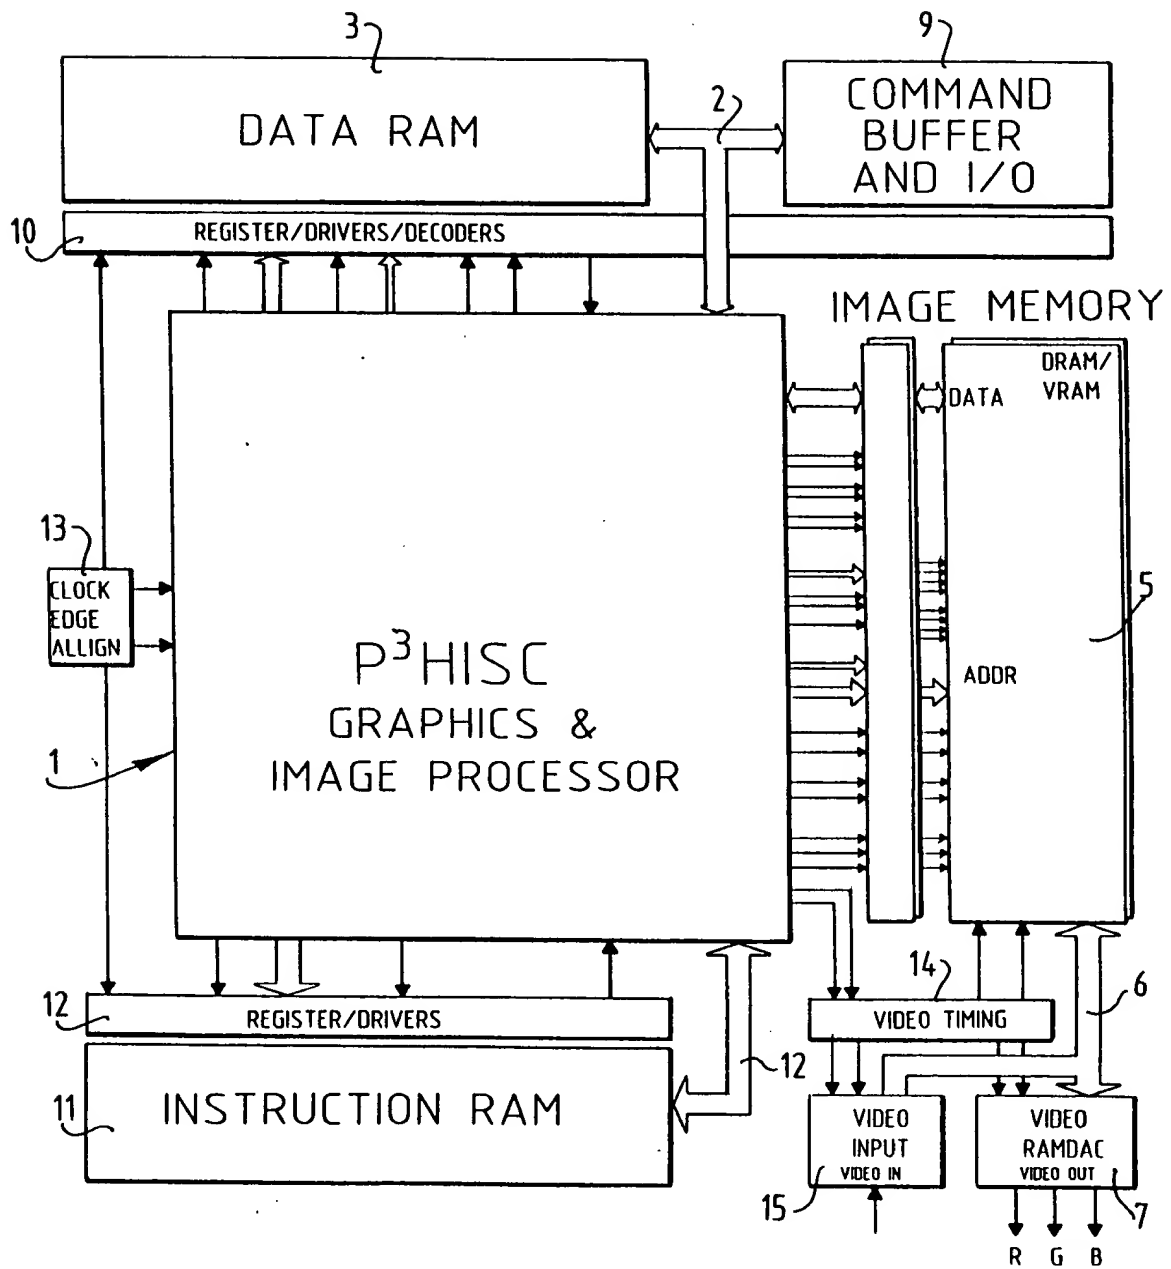 3
9
DATA RAM
2
COMMAND
BUFFER
AND I/O
10
REGISTER/DRIVERS/DECODERS
IMAGE MEMORY
DRAM/
VRAM
DATA
13
CLOCK
EDGE
ALLIGN
5
P³HISC
GRAPHICS &
IMAGE PROCESSOR
ADDR
1
14
6
12
REGISTER/DRIVERS
VIDEO TIMING
12
11
INSTRUCTION RAM
VIDEO
INPUT
VIDEO IN
VIDEO
RAMDAC
VIDEO OUT
15
7
R G B